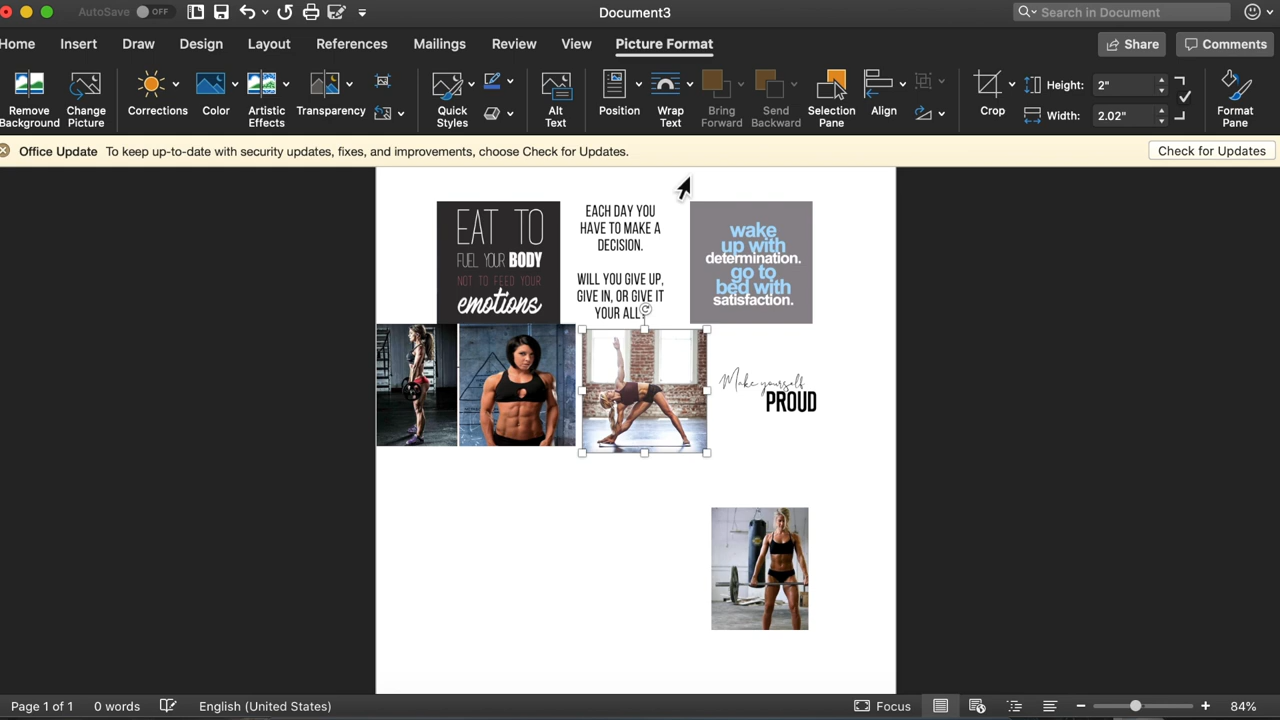 AutoSave OFF
Document3
Search in Document
Home Insert Draw Design Layout References Mailings Review View Picture Format
Share Comments
Remove Background
Change Picture
Corrections
Color
Artistic Effects
Transparency
Quick Styles
Alt Text
Position
Wrap Text
Bring Forward
Send Backward
Selection Pane
Align
Crop
Height: 2"
Width: 2.02"
Format Pane
Office Update To keep up-to-date with security updates, fixes, and improvements, choose Check for Updates.
Check for Updates
EAT TO
FUEL YOUR BODY
NOT TO FEED YOUR
emotions
EACH DAY YOU
HAVE TO MAKE A
DECISION.
WILL YOU GIVE UP,
GIVE IN, OR GIVE IT
YOUR ALL?
wake
up with
determination.
go to
bed with
satisfaction.
Make yourself
PROUD
Page 1 of 1 0 words English (United States) Focus 84%